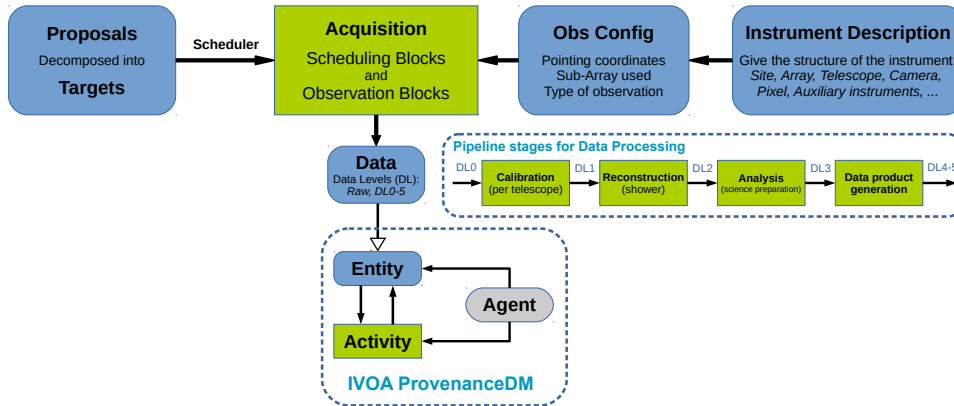 Proposals
Decomposed into
Targets
Scheduler
Acquisition
Scheduling Blocks
and
Observation Blocks
Obs Config
Pointing coordinates
Sub-Array used
Type of observation
Instrument Description
Give the structure of the instrument
Site, Array, Telescope, Camera,
Pixel, Auxiliary instruments, ...
Data
Data Levels (DL):
Raw, DL0-5
Pipeline stages for Data Processing
DL0
Calibration
(per telescope)
DL1
Reconstruction
(shower)
DL2
Analysis
(science preparation)
DL3
Data product
generation
DL4-5
Entity
Agent
Activity
IVOA ProvenanceDM